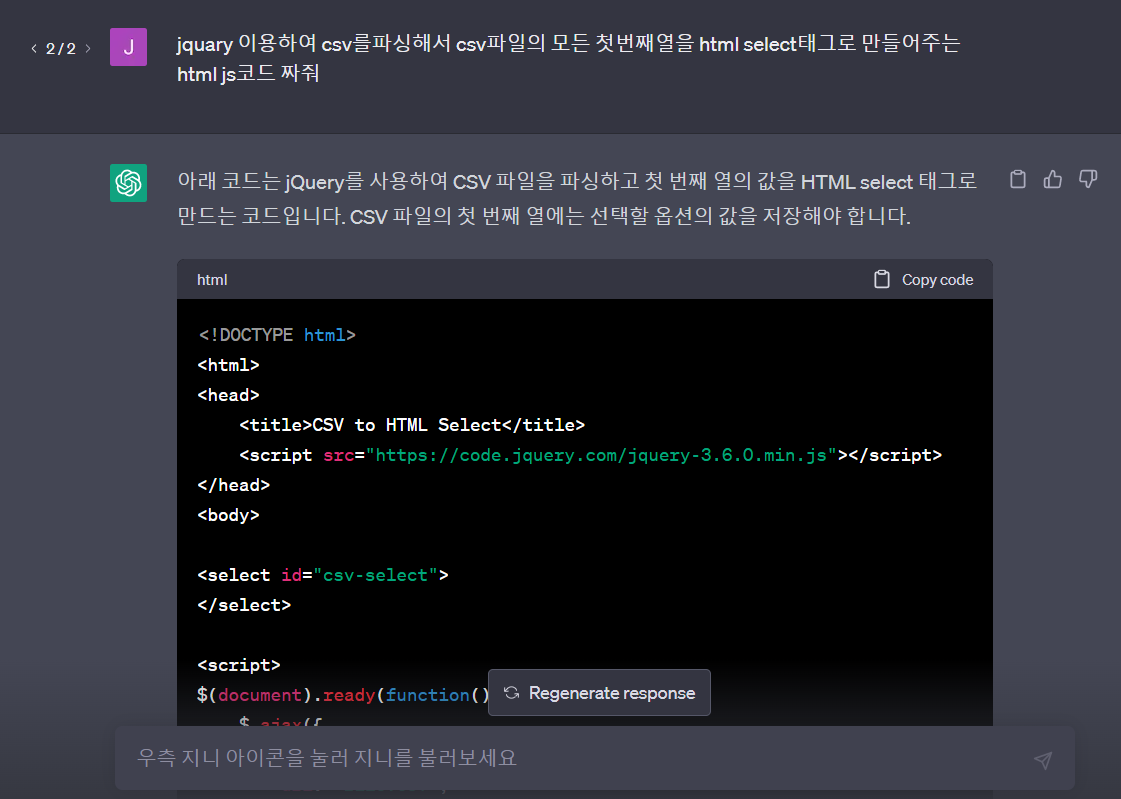 2/2
J
jquary 이용하여 csv를파싱해서 csv파일의 모든 첫번째열을 html select태그로 만들어주는
html js코드 짜줘
아래 코드는 jQuery를 사용하여 CSV 파일을 파싱하고 첫 번째 열의 값을 HTML select 태그로
만드는 코드입니다. CSV 파일의 첫 번째 열에는 선택할 옵션의 값을 저장해야 합니다.
html
Copy code
<!DOCTYPE html>
<html>
<head>
    <title>CSV to HTML Select</title>
    <script src="https://code.jquery.com/jquery-3.6.0.min.js"></script>
</head>
<body>
<select id="csv-select">
</select>
<script>
$(document).ready(function()
Regenerate response
    $.ajax({
우측 지니 아이콘을 눌러 지니를 불러보세요